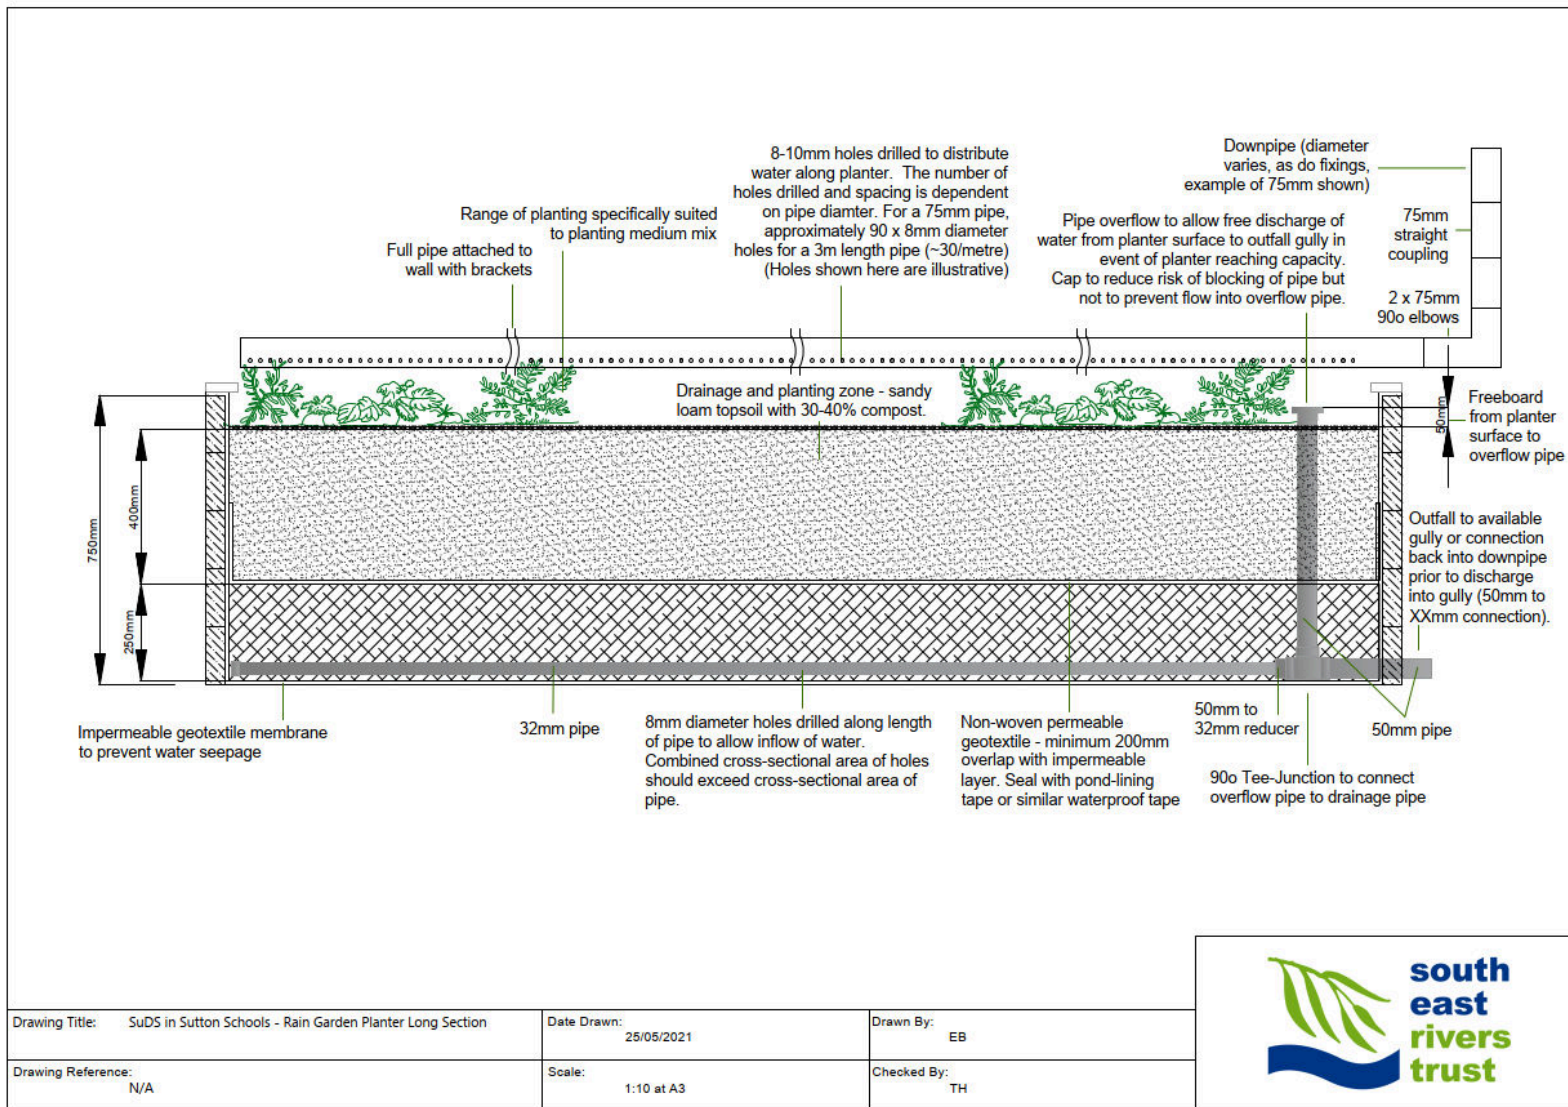 8-10mm holes drilled to distribute
water along planter. The number of
holes drilled and spacing is dependent
on pipe diamter. For a 75mm pipe,
approximately 90 x 8mm diameter
holes for a 3m length pipe (~30/metre)
(Holes shown here are illustrative)
Downpipe (diameter
varies, as do fixings,
example of 75mm shown)
Range of planting specifically suited
to planting medium mix
Full pipe attached to
wall with brackets
Pipe overflow to allow free discharge of
water from planter surface to outfall gully in
event of planter reaching capacity.
Cap to reduce risk of blocking of pipe but
not to prevent flow into overflow pipe.
75mm
straight
coupling
2 x 75mm
90o elbows
Drainage and planting zone - sandy
loam topsoil with 30-40% compost.
50mm
Freeboard
from planter
surface to
overflow pipe
750mm
400mm
250mm
Outfall to available
gully or connection
back into downpipe
prior to discharge
into gully (50mm to
XXmm connection).
Impermeable geotextile membrane
to prevent water seepage
32mm pipe
8mm diameter holes drilled along length
of pipe to allow inflow of water.
Combined cross-sectional area of holes
should exceed cross-sectional area of
pipe.
Non-woven permeable
geotextile - minimum 200mm
overlap with impermeable
layer. Seal with pond-lining
tape or similar waterproof tape
50mm to
32mm reducer
50mm pipe
90o Tee-Junction to connect
overflow pipe to drainage pipe
Drawing Title: SuDS in Sutton Schools - Rain Garden Planter Long Section
Date Drawn:
25/05/2021
Drawn By:
EB
Drawing Reference:
N/A
Scale:
1:10 at A3
Checked By:
TH
south
east
rivers
trust